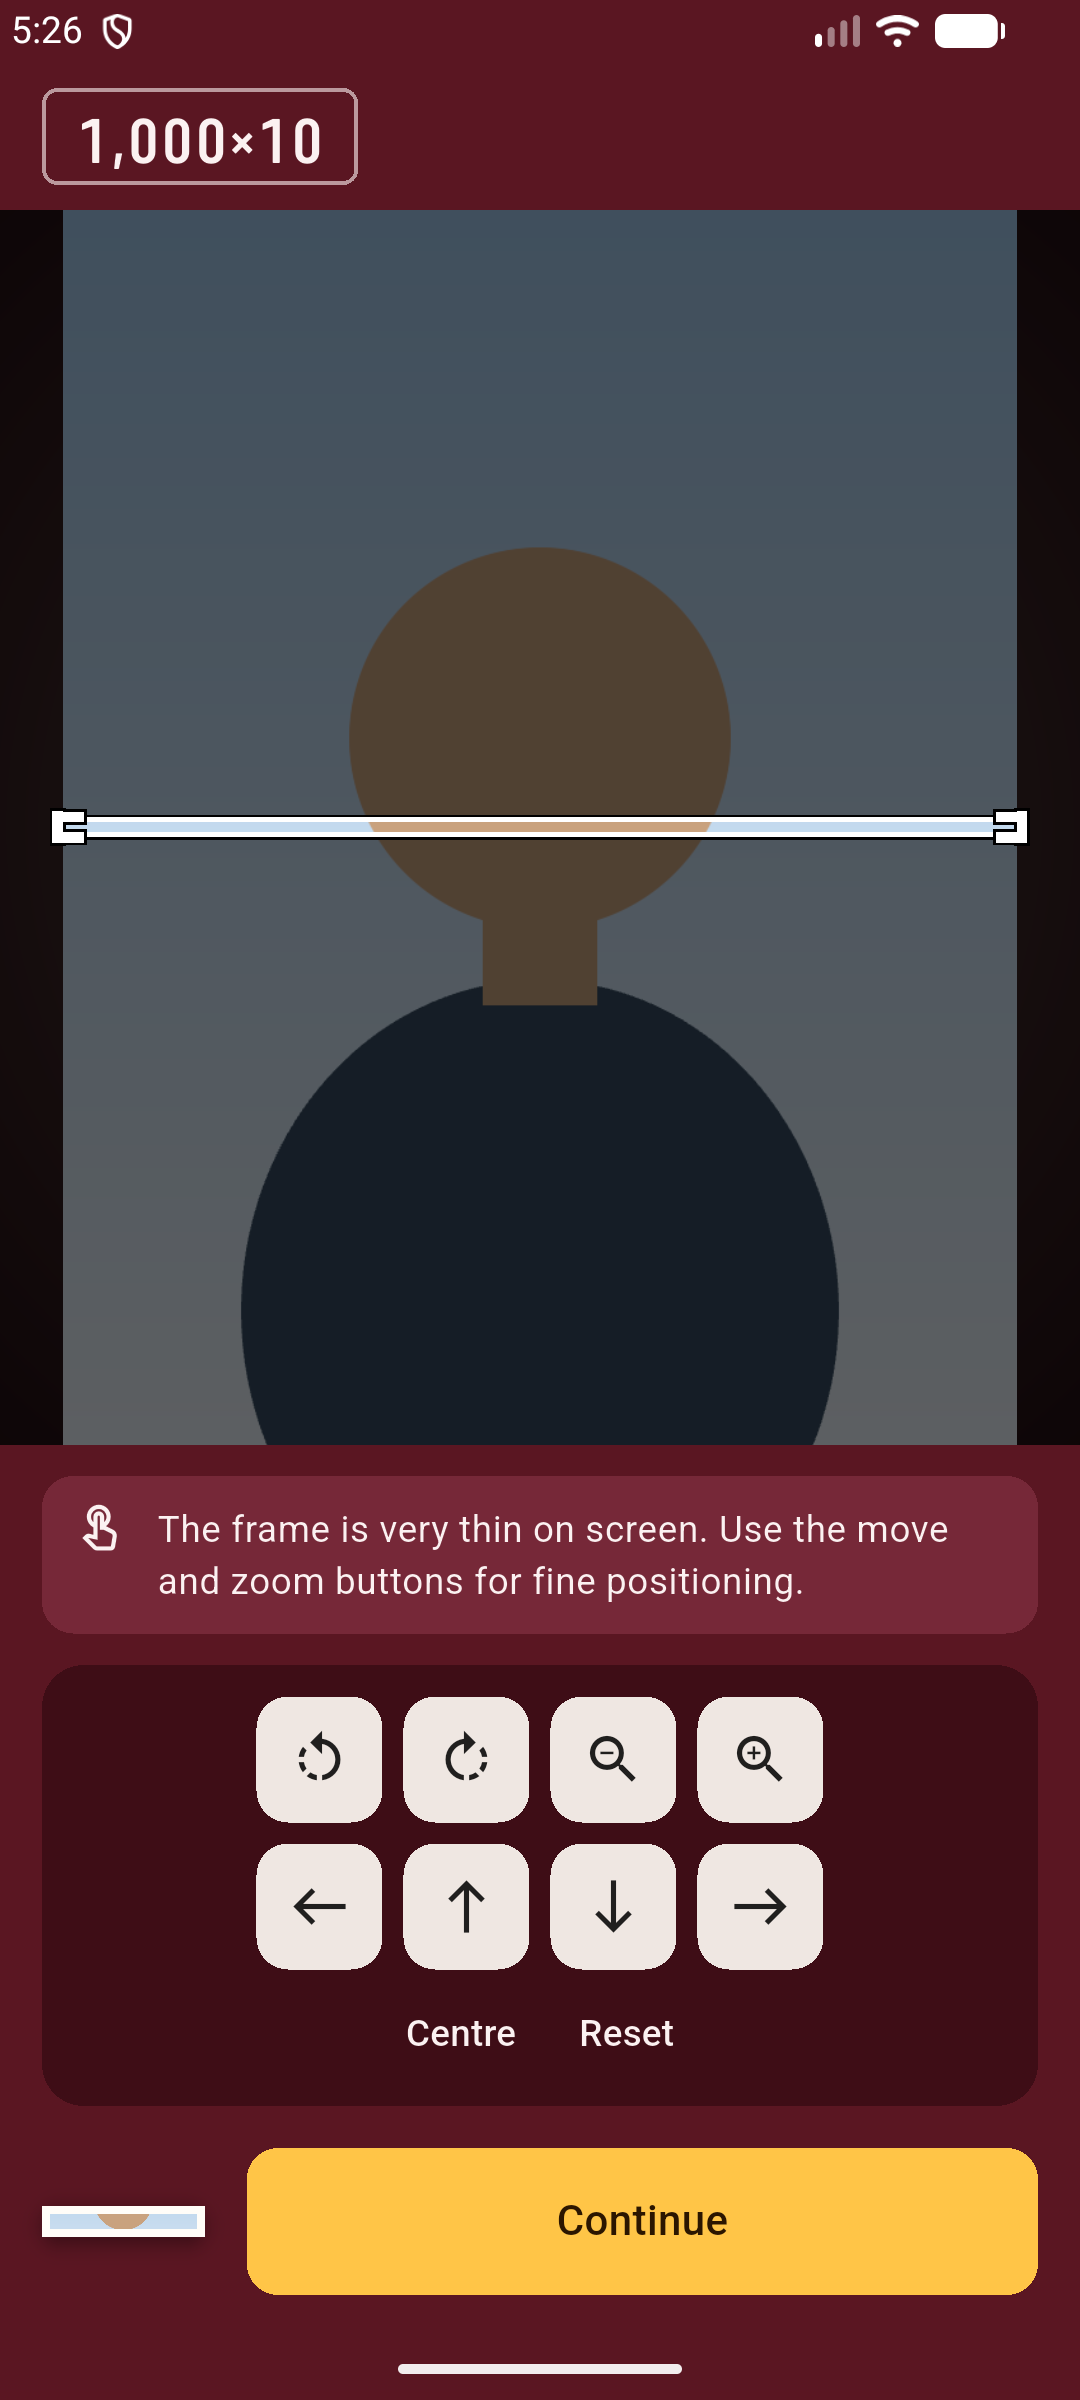 5:26
1,000×10
The frame is very thin on screen. Use the move
and zoom buttons for fine positioning.
Centre Reset
Continue